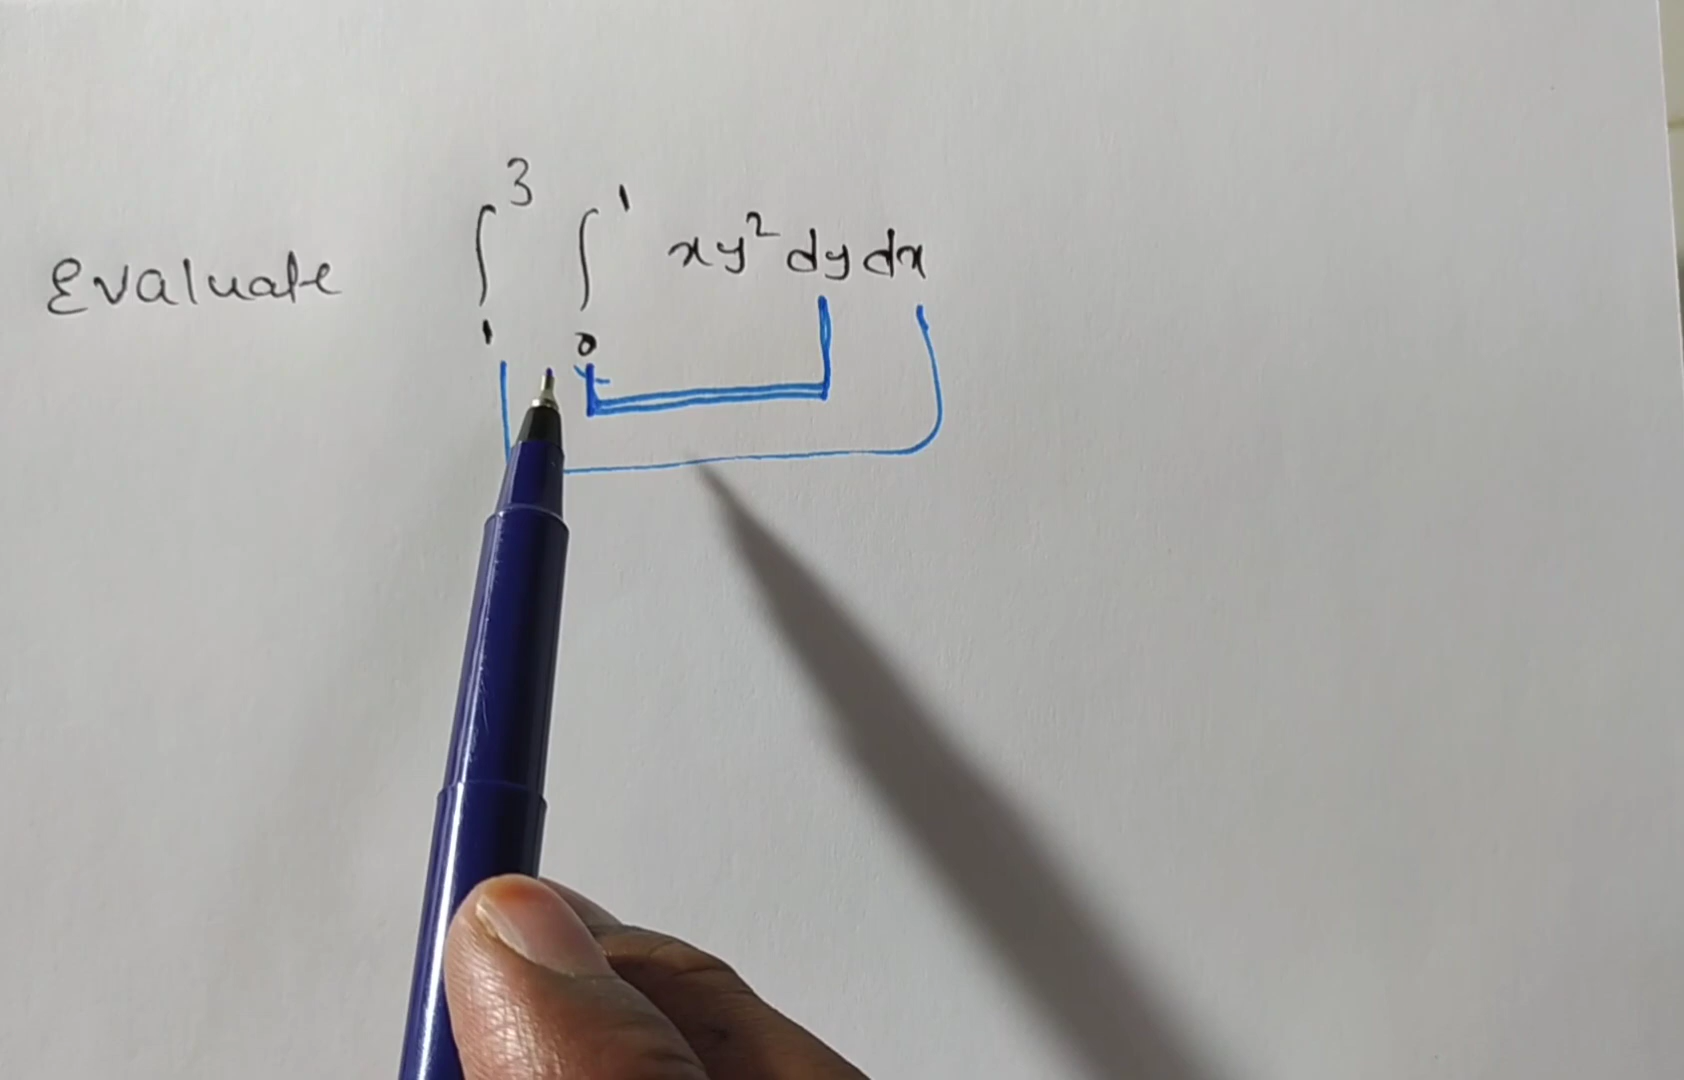 Evaluate ∫₁³ ∫₀¹ xy² dy dx